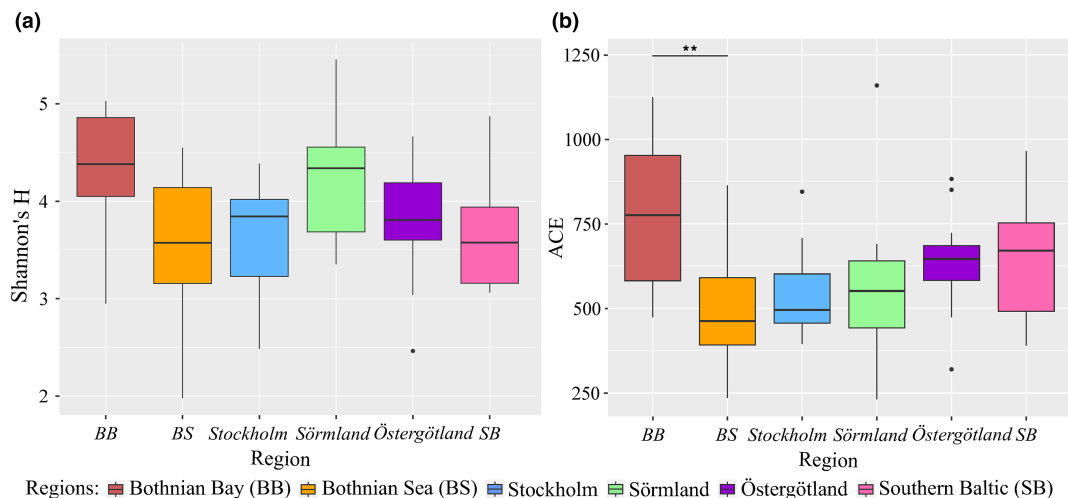 (a)
5
4
3
2
Shannon's H
BB BS Stockholm Sörmland Östergötland SB
Region
(b)
**
1250
1000
750
500
250
ACE
BB BS Stockholm Sörmland Östergötland SB
Region
Regions: Bothnian Bay (BB) Bothnian Sea (BS) Stockholm Sörmland Östergötland Southern Baltic (SB)